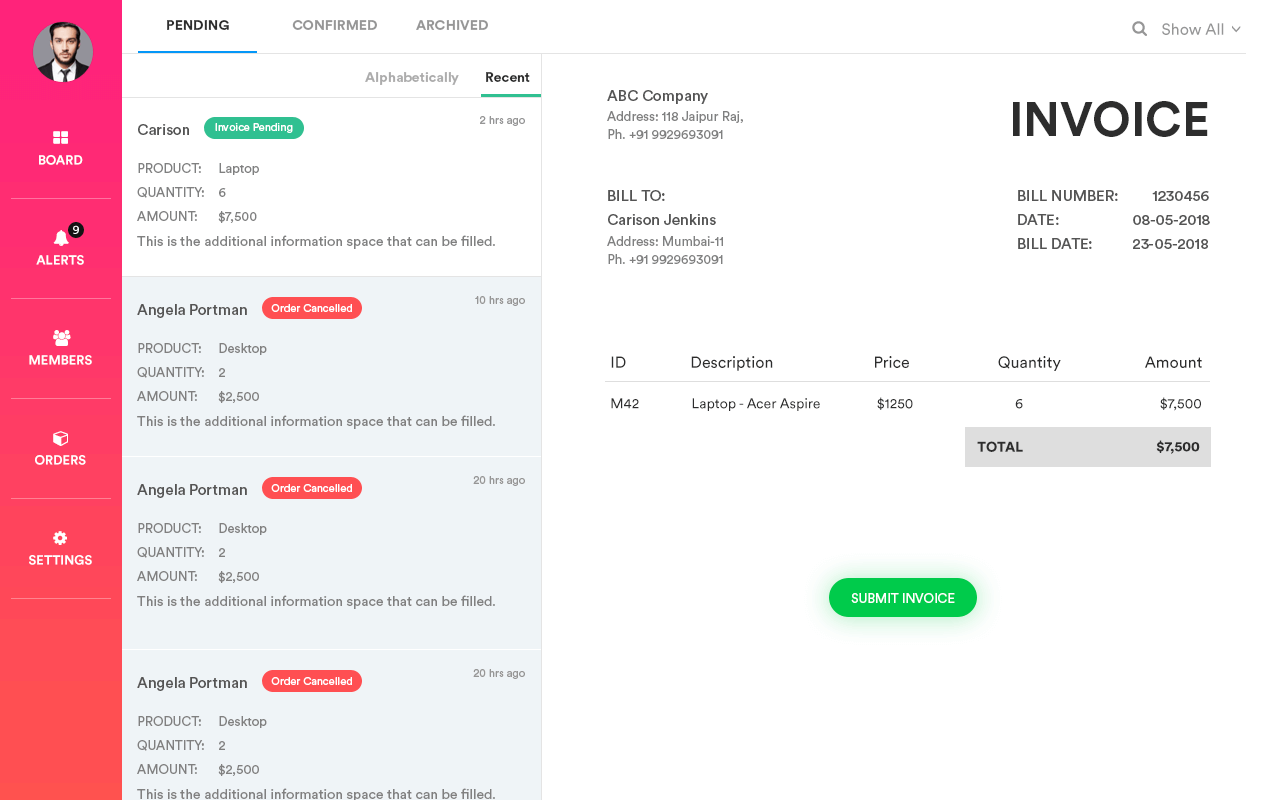 PENDING CONFIRMED ARCHIVED
Show All
BOARD
9
ALERTS
MEMBERS
ORDERS
SETTINGS
Alphabetically Recent
Carison Invoice Pending 2 hrs ago
PRODUCT: Laptop
QUANTITY: 6
AMOUNT: $7,500
This is the additional information space that can be filled.
Angela Portman Order Cancelled 10 hrs ago
PRODUCT: Desktop
QUANTITY: 2
AMOUNT: $2,500
This is the additional information space that can be filled.
Angela Portman Order Cancelled 20 hrs ago
PRODUCT: Desktop
QUANTITY: 2
AMOUNT: $2,500
This is the additional information space that can be filled.
Angela Portman Order Cancelled 20 hrs ago
PRODUCT: Desktop
QUANTITY: 2
AMOUNT: $2,500
This is the additional information space that can be filled.
ABC Company
Address: 118 Jaipur Raj,
Ph. +91 9929693091
INVOICE
BILL TO:
Carison Jenkins
Address: Mumbai-11
Ph. +91 9929693091
BILL NUMBER: 1230456
DATE: 08-05-2018
BILL DATE: 23-05-2018
ID Description Price Quantity Amount
M42 Laptop - Acer Aspire $1250 6 $7,500
TOTAL $7,500
SUBMIT INVOICE